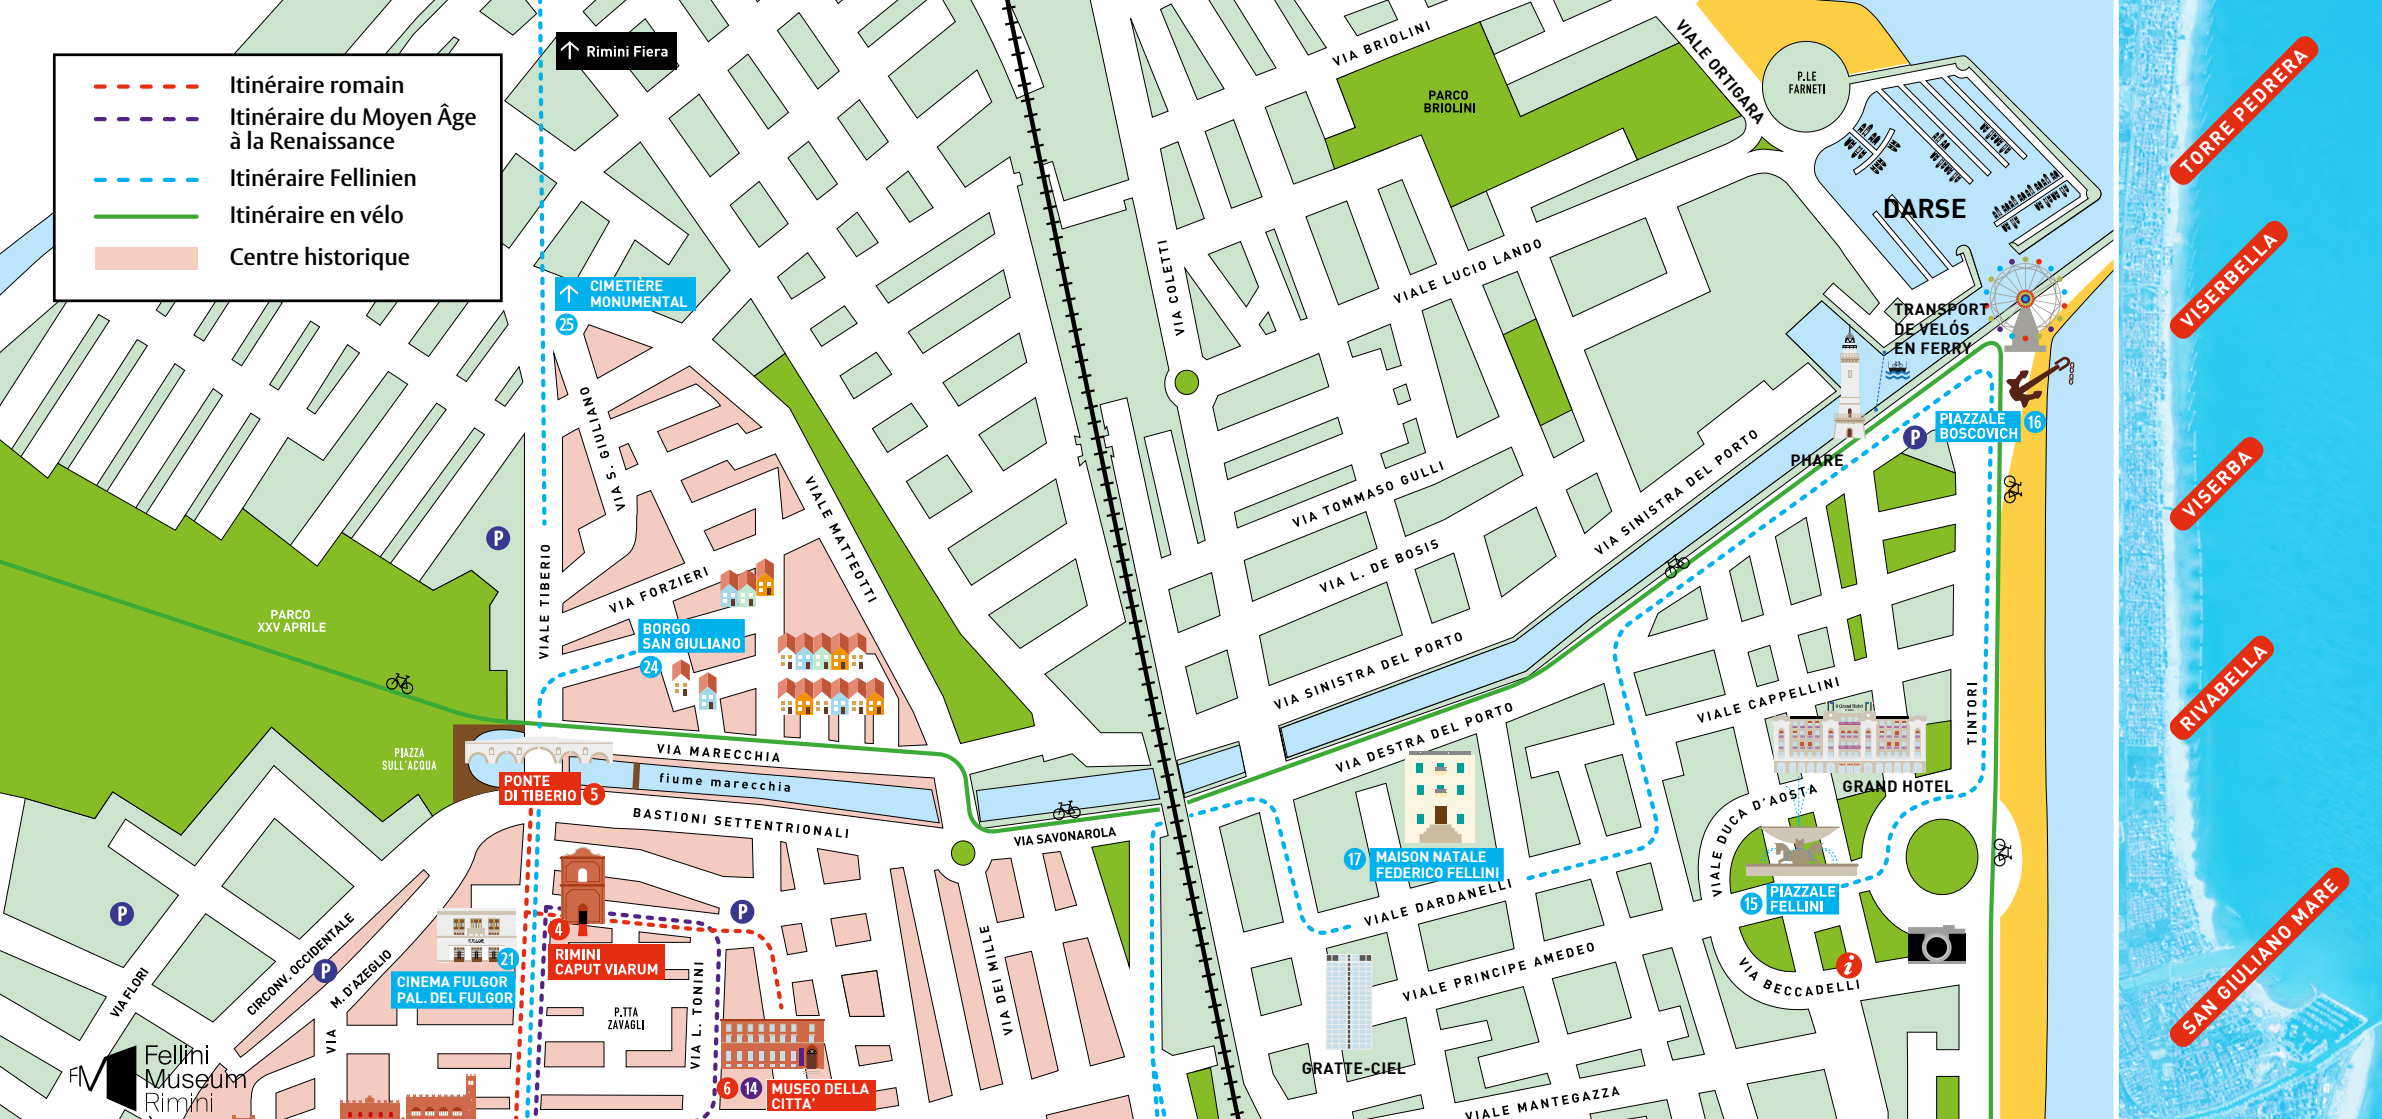 Itinéraire romain
Itinéraire du Moyen Âge
à la Renaissance
Itinéraire Fellinien
Itinéraire en vélo
Centre historique
Rimini Fiera
CIMETIÈRE
MONUMENTAL
25
VIA BRIOLINI
PARCO
BRIOLINI
VIALE ORTIGARA
P.LE
FARNETI
DARSE
TRANSPORT
DE VÉLÓS
EN FERRY
PHARE
P
PIAZZALE
BOSCOVICH
16
VIA COLETTI
VIALE LUCIO LANDO
VIA TOMMASO GULLI
VIA L. DE BOSIS
VIA SINISTRA DEL PORTO
VIA SINISTRA DEL PORTO
VIA DESTRA DEL PORTO
VIA S. GIULIANO
VIALE MATTEOTTI
VIALE TIBERIO
VIA FORZIERI
P
BORGO
SAN GIULIANO
24
PARCO
XXV APRILE
PIAZZA
SULL'ACQUA
PONTE
DI TIBERIO
5
VIA MARECCHIA
fiume marecchia
BASTIONI SETTENTRIONALI
VIA SAVONAROLA
VIALE CAPPELLINI
TINTORI
Il Grand Hotel
GRAND HOTEL
VIALE DUCA D'AOSTA
17
MAISON NATALE
FEDERICO FELLINI
VIALE DARDANELLI
15
PIAZZALE
FELLINI
VIA BECCADELLI
i
VIALE PRINCIPE AMEDEO
GRATTE-CIEL
VIALE MANTEGAZZA
P
P
P
VIA FLORI
CIRCONV. OCCIDENTALE
VIA
M. D'AZEGLIO
21
CINEMA FULGOR
PAL. DEL FULGOR
4
RIMINI
CAPUT VIARUM
P.TTA
ZAVAGLI
VIA L. TONINI
VIA DEI MILLE
6
14
MUSEO DELLA
CITTA'
FM
Fellini
Museum
Rimini
TORRE PEDRERA
VISERBELLA
VISERBA
RIVABELLA
SAN GIULIANO MARE